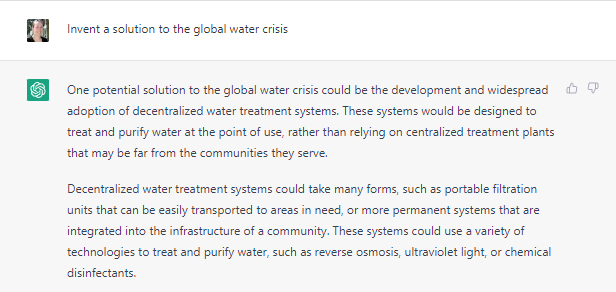 Invent a solution to the global water crisis
One potential solution to the global water crisis could be the development and widespread
adoption of decentralized water treatment systems. These systems would be designed to
treat and purify water at the point of use, rather than relying on centralized treatment plants
that may be far from the communities they serve.
Decentralized water treatment systems could take many forms, such as portable filtration
units that can be easily transported to areas in need, or more permanent systems that are
integrated into the infrastructure of a community. These systems could use a variety of
technologies to treat and purify water, such as reverse osmosis, ultraviolet light, or chemical
disinfectants.